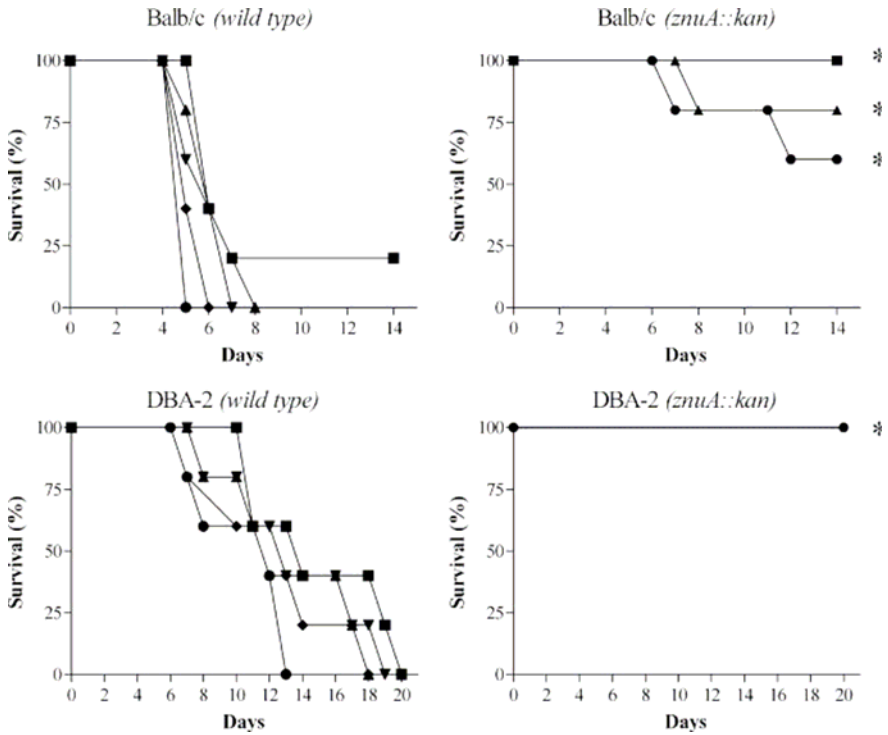 Balb/c (wild type)
100
75
50
25
0
Survival (%)
0 2 4 6 8 10 12 14
Days
Balb/c (znuA::kan)
100
75
50
25
0
Survival (%)
0 2 4 6 8 10 12 14
Days
*
*
*
DBA-2 (wild type)
100
75
50
25
0
Survival (%)
0 2 4 6 8 10 12 14 16 18 20
Days
DBA-2 (znuA::kan)
100
75
50
25
0
Survival (%)
0 2 4 6 8 10 12 14 16 18 20
Days
*